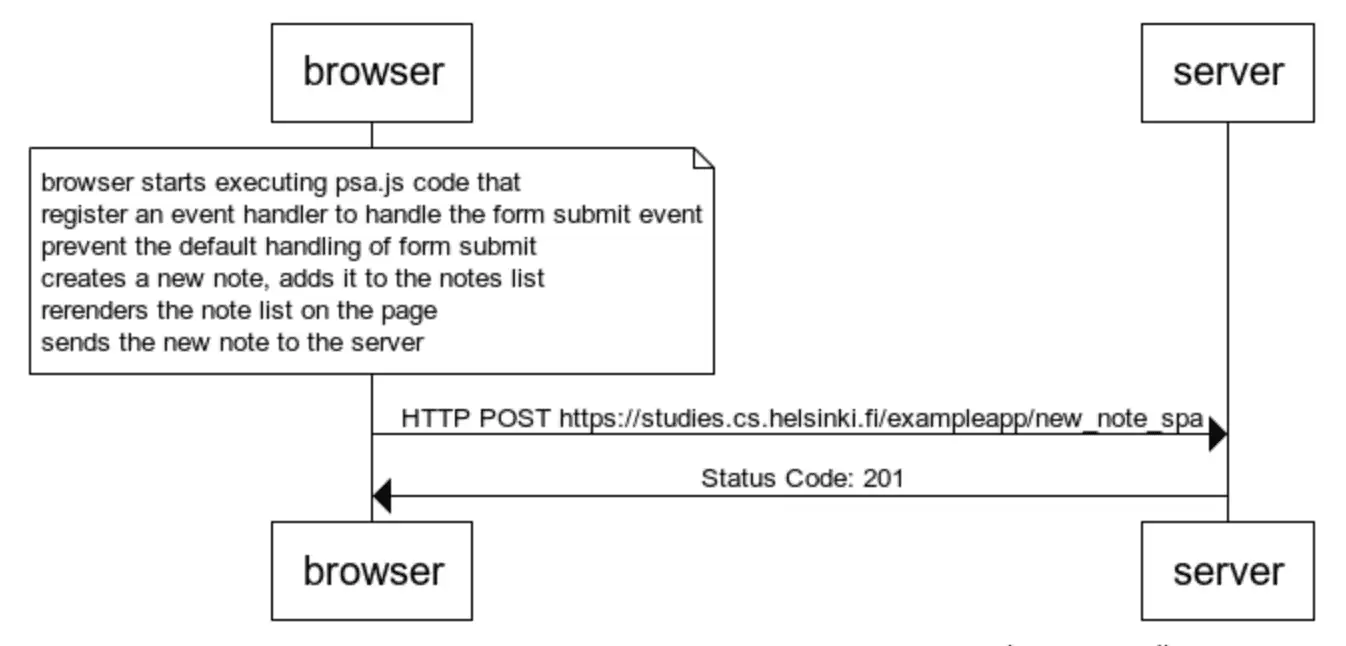 browser
server
browser starts executing psa.js code that
register an event handler to handle the form submit event
prevent the default handling of form submit
creates a new note, adds it to the notes list
rerenders the note list on the page
sends the new note to the server
HTTP POST https://studies.cs.helsinki.fi/exampleapp/new_note_spa
Status Code: 201
browser
server